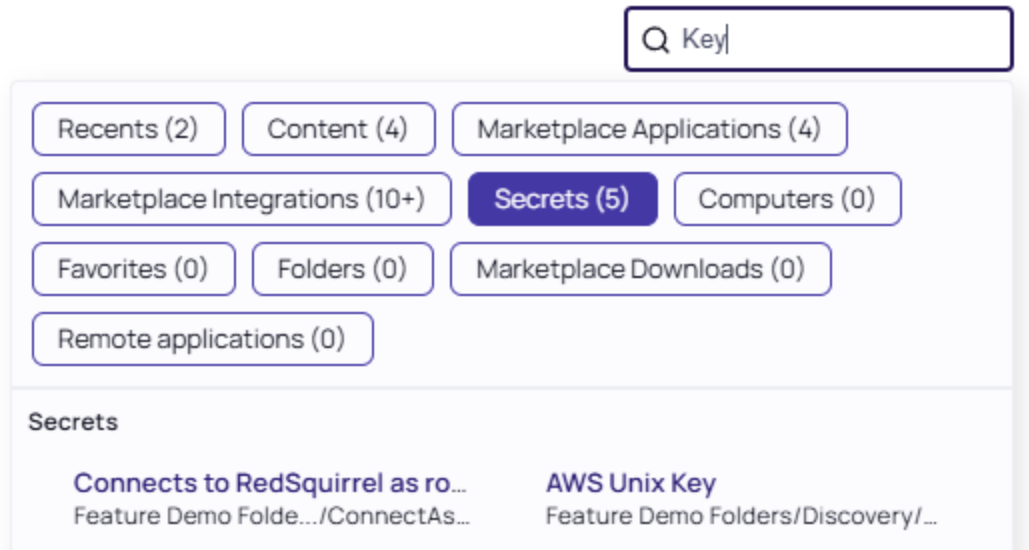 Key
Recents (2) Content (4) Marketplace Applications (4)
Marketplace Integrations (10+) Secrets (5) Computers (0)
Favorites (0) Folders (0) Marketplace Downloads (0)
Remote applications (0)
Secrets
Connects to RedSquirrel as ro... AWS Unix Key
Feature Demo Folde.../ConnectAs... Feature Demo Folders/Discovery/...